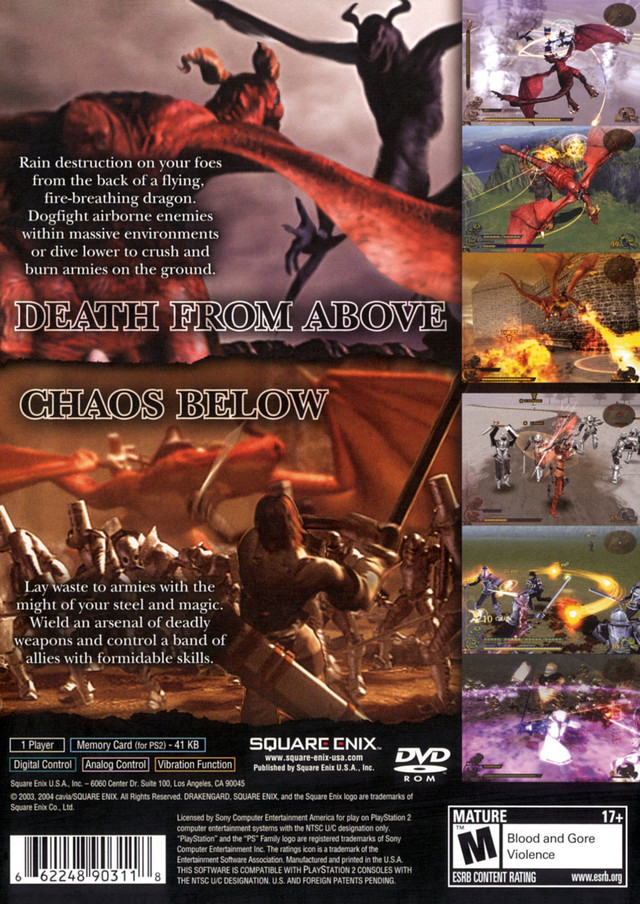 Rain destruction on your foes
from the back of a flying,
fire-breathing dragon.
Dogfight airborne enemies
within massive environments
or dive lower to crush and
burn armies on the ground.
DEATH FROM ABOVE
CHAOS BELOW
Lay waste to armies with the
might of your steel and magic.
Wield an arsenal of deadly
weapons and control a band of
allies with formidable skills.
1 Player
Memory Card (for PS2) - 41 KB
Digital Control
Analog Control
Vibration Function
SQUARE ENIX™
www.square-enix-usa.com
Published by Square Enix U.S.A., Inc.
DVD
ROM
Square Enix U.S.A., Inc. – 6060 Center Dr. Suite 100, Los Angeles, CA 90045
© 2003, 2004 cavia/SQUARE ENIX. All Rights Reserved. DRAKENGARD, SQUARE ENIX, and the Square Enix logo are trademarks of
Square Enix Co., Ltd.
Licensed by Sony Computer Entertainment America for play on PlayStation 2
computer entertainment systems with the NTSC U/C designation only.
"PlayStation" and the "PS" Family logo are registered trademarks of Sony
Computer Entertainment Inc. The ratings icon is a trademark of the
Entertainment Software Association. Manufactured and printed in the U.S.A.
THIS SOFTWARE IS COMPATIBLE WITH PLAYSTATION 2 CONSOLES WITH
THE NTSC U/C DESIGNATION. U.S. AND FOREIGN PATENTS PENDING.
6 62248 90311 8
MATURE 17+
TM
M
Blood and Gore
Violence
ESRB CONTENT RATING www.esrb.org